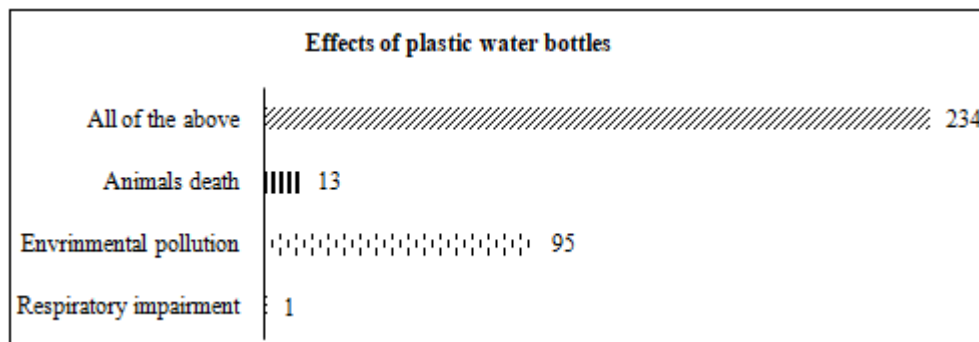 Effects of plastic water bottles
All of the above 234
Animals death 13
Envrinmental pollution 95
Respiratory impairment 1